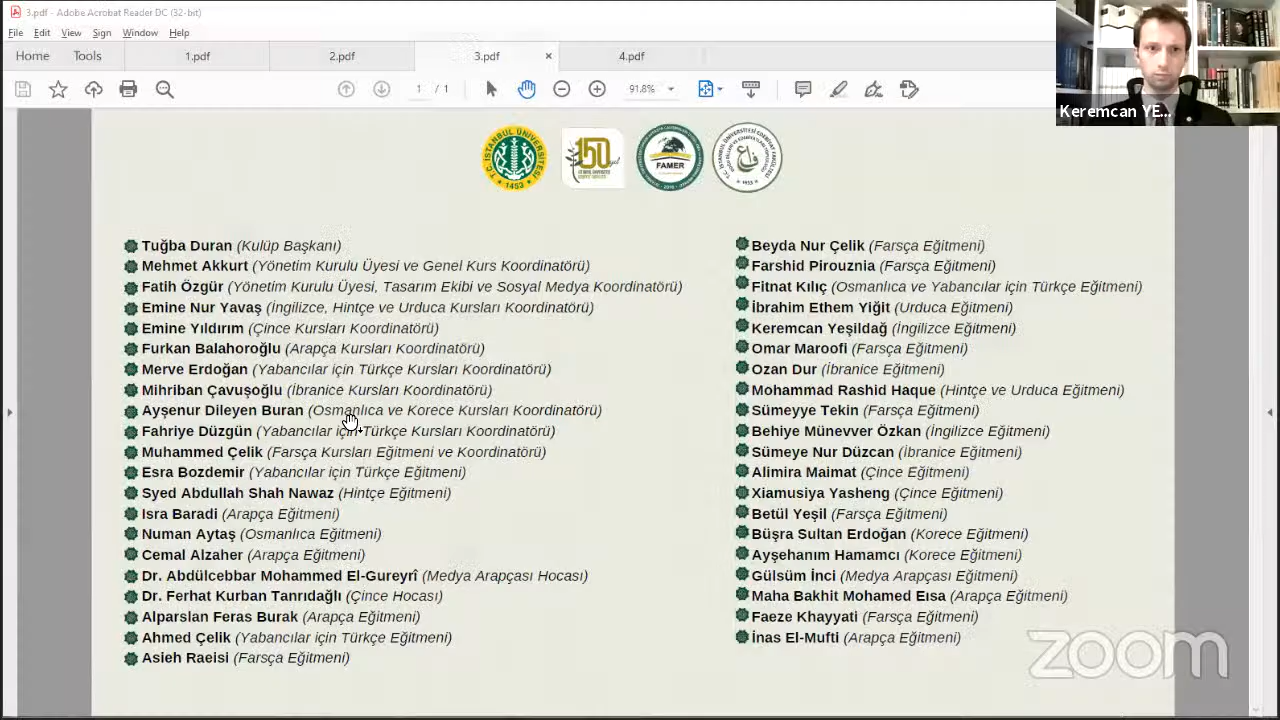 3.pdf - Adobe Acrobat Reader DC (32-bit)
File Edit View Sign Window Help
Home Tools 1.pdf 2.pdf 3.pdf × 4.pdf
1 / 1 91.8%
Keremcan YE...
T.C. İSTANBUL ÜNİVERSİTESİ
1453
150
FAMER
Tuğba Duran (Kulüp Başkanı)
Mehmet Akkurt (Yönetim Kurulu Üyesi ve Genel Kurs Koordinatörü)
Fatih Özgür (Yönetim Kurulu Üyesi, Tasarım Ekibi ve Sosyal Medya Koordinatörü)
Emine Nur Yavaş (İngilizce, Hintçe ve Urduca Kursları Koordinatörü)
Emine Yıldırım (Çince Kursları Koordinatörü)
Furkan Balahoroğlu (Arapça Kursları Koordinatörü)
Merve Erdoğan (Yabancılar için Türkçe Kursları Koordinatörü)
Mihriban Çavuşoğlu (İbranice Kursları Koordinatörü)
Ayşenur Dileyen Buran (Osmanlıca ve Korece Kursları Koordinatörü)
Fahriye Düzgün (Yabancılar için Türkçe Kursları Koordinatörü)
Muhammed Çelik (Farsça Kursları Eğitmeni ve Koordinatörü)
Esra Bozdemir (Yabancılar için Türkçe Eğitmeni)
Syed Abdullah Shah Nawaz (Hintçe Eğitmeni)
Isra Baradi (Arapça Eğitmeni)
Numan Aytaş (Osmanlıca Eğitmeni)
Cemal Alzaher (Arapça Eğitmeni)
Dr. Abdülcebbar Mohammed El-Gureyrî (Medya Arapçası Hocası)
Dr. Ferhat Kurban Tanrıdağlı (Çince Hocası)
Alparslan Feras Burak (Arapça Eğitmeni)
Ahmed Çelik (Yabancılar için Türkçe Eğitmeni)
Asieh Raeisi (Farsça Eğitmeni)
Beyda Nur Çelik (Farsça Eğitmeni)
Farshid Pirouznia (Farsça Eğitmeni)
Fitnat Kılıç (Osmanlıca ve Yabancılar için Türkçe Eğitmeni)
İbrahim Ethem Yiğit (Urduca Eğitmeni)
Keremcan Yeşildağ (İngilizce Eğitmeni)
Omar Maroofi (Farsça Eğitmeni)
Ozan Dur (İbranice Eğitmeni)
Mohammad Rashid Haque (Hintçe ve Urduca Eğitmeni)
Sümeyye Tekin (Farsça Eğitmeni)
Behiye Münevver Özkan (İngilizce Eğitmeni)
Sümeye Nur Düzcan (İbranice Eğitmeni)
Alimira Maimat (Çince Eğitmeni)
Xiamusiya Yasheng (Çince Eğitmeni)
Betül Yeşil (Farsça Eğitmeni)
Büşra Sultan Erdoğan (Korece Eğitmeni)
Ayşehanım Hamamcı (Korece Eğitmeni)
Gülsüm İnci (Medya Arapçası Eğitmeni)
Maha Bakhit Mohamed Eısa (Arapça Eğitmeni)
Faeze Khayyati (Farsça Eğitmeni)
İnas El-Mufti (Arapça Eğitmeni)
zoom